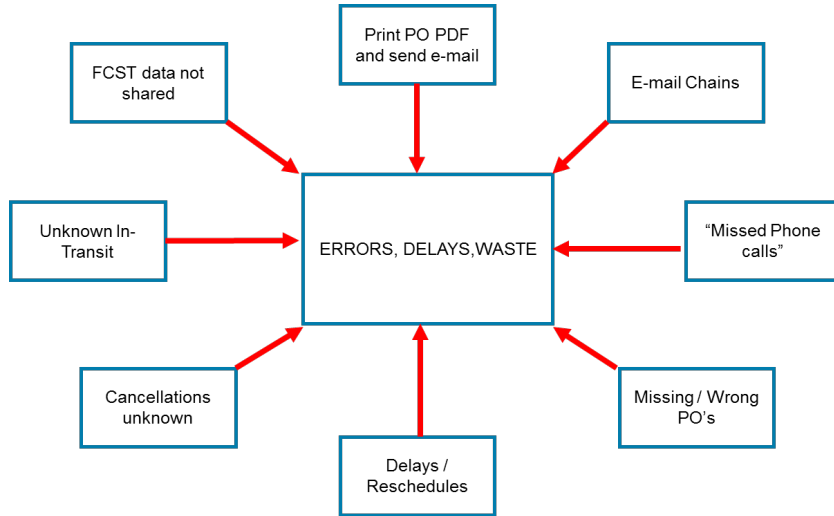 Print PO PDF
and send e-mail
FCST data not
shared
E-mail Chains
Unknown In-
Transit
ERRORS, DELAYS,WASTE
“Missed Phone
calls”
Cancellations
unknown
Missing / Wrong
PO’s
Delays /
Reschedules